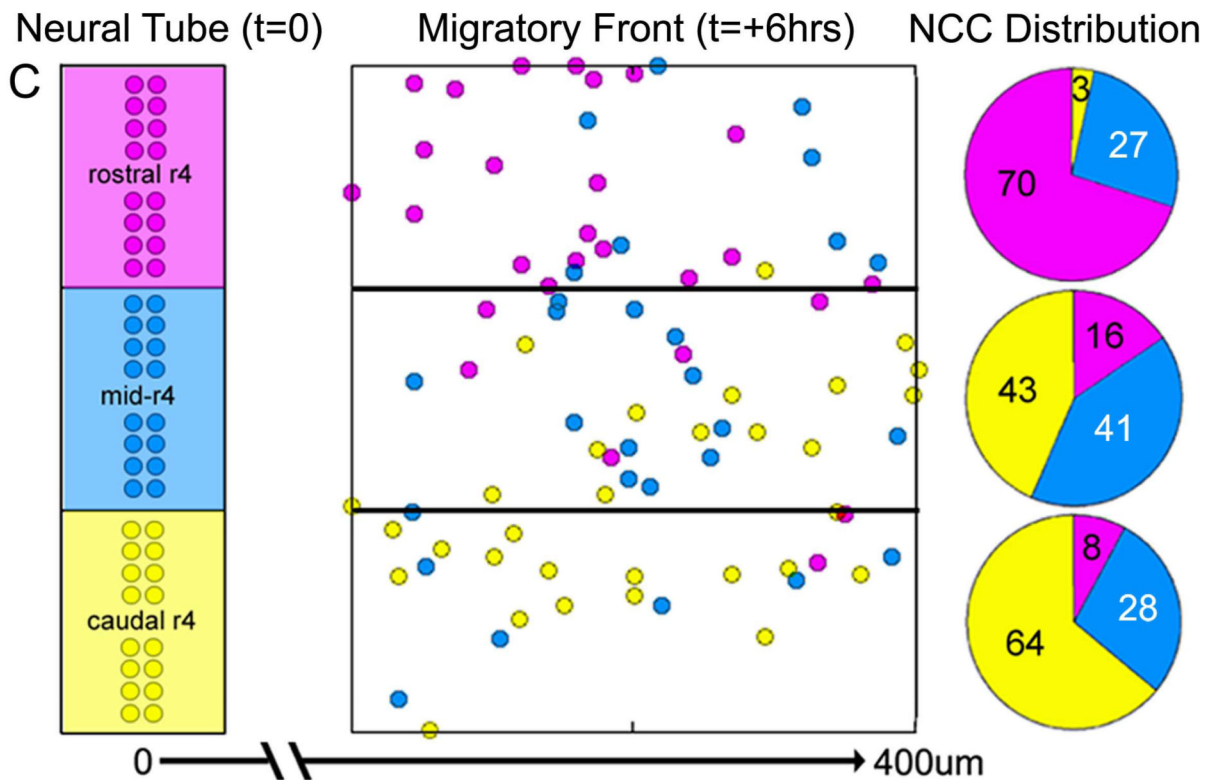 Neural Tube (t=0) Migratory Front (t=+6hrs) NCC Distribution
C
rostral r4
3
27
70
mid-r4
16
43
41
caudal r4
8
28
64
0 400um